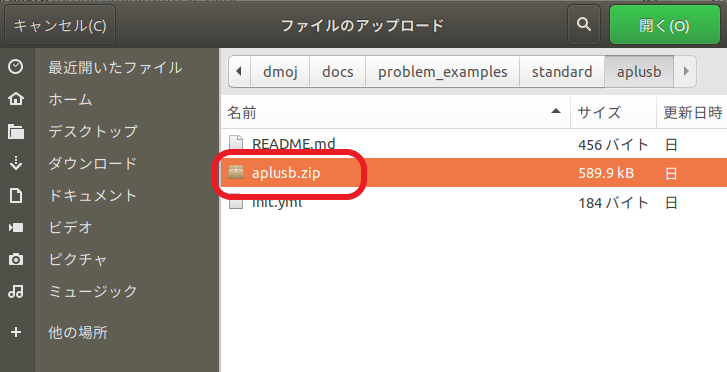 キャンセル(C) ファイルのアップロード 開く(O)
最近開いたファイル
ホーム
デスクトップ
ダウンロード
ドキュメント
ビデオ
ピクチャ
ミュージック
他の場所
dmoj docs problem_examples standard aplusb
名前 サイズ 更新日時
README.md 456 バイト 日
aplusb.zip 589.9 kB 日
init.yml 184 バイト 日